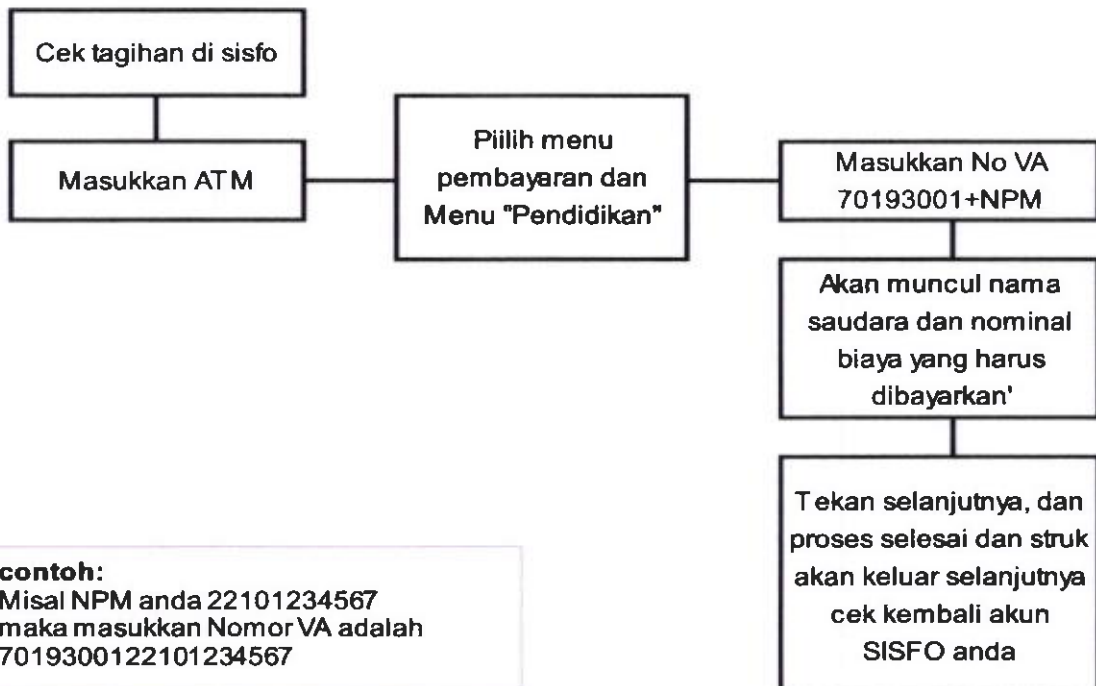 Cek tagihan di sisfo
Masukkan ATM
Piilih menu
pembayaran dan
Menu "Pendidikan"
Masukkan No VA
70193001+NPM
Akan muncul nama
saudara dan nominal
biaya yang harus
dibayarkan'
Tekan selanjutnya, dan
proses selesai dan struk
akan keluar selanjutnya
cek kembali akun
SISFO anda
contoh:
Misal NPM anda 22101234567
maka masukkan Nomor VA adalah
7019300122101234567